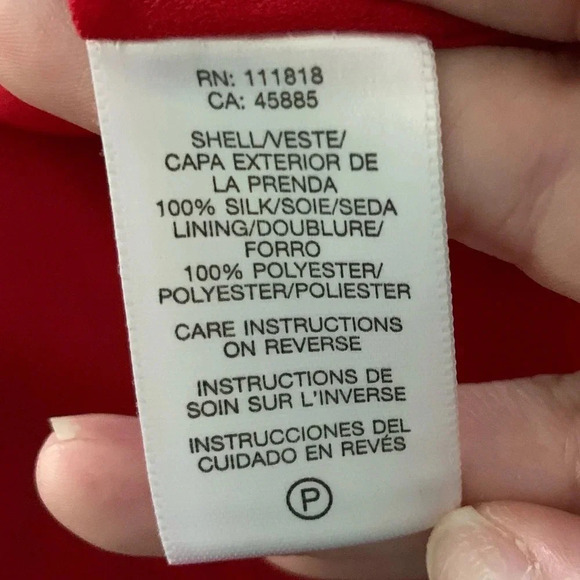 RN: 111818
CA: 45885
SHELL/VESTE/
CAPA EXTERIOR DE
LA PRENDA
100% SILK/SOIE/SEDA
LINING/DOUBLURE/
FORRO
100% POLYESTER/
POLYESTER/POLIESTER
CARE INSTRUCTIONS
ON REVERSE
INSTRUCTIONS DE
SOIN SUR L'INVERSE
INSTRUCCIONES DEL
CUIDADO EN REVÉS
P